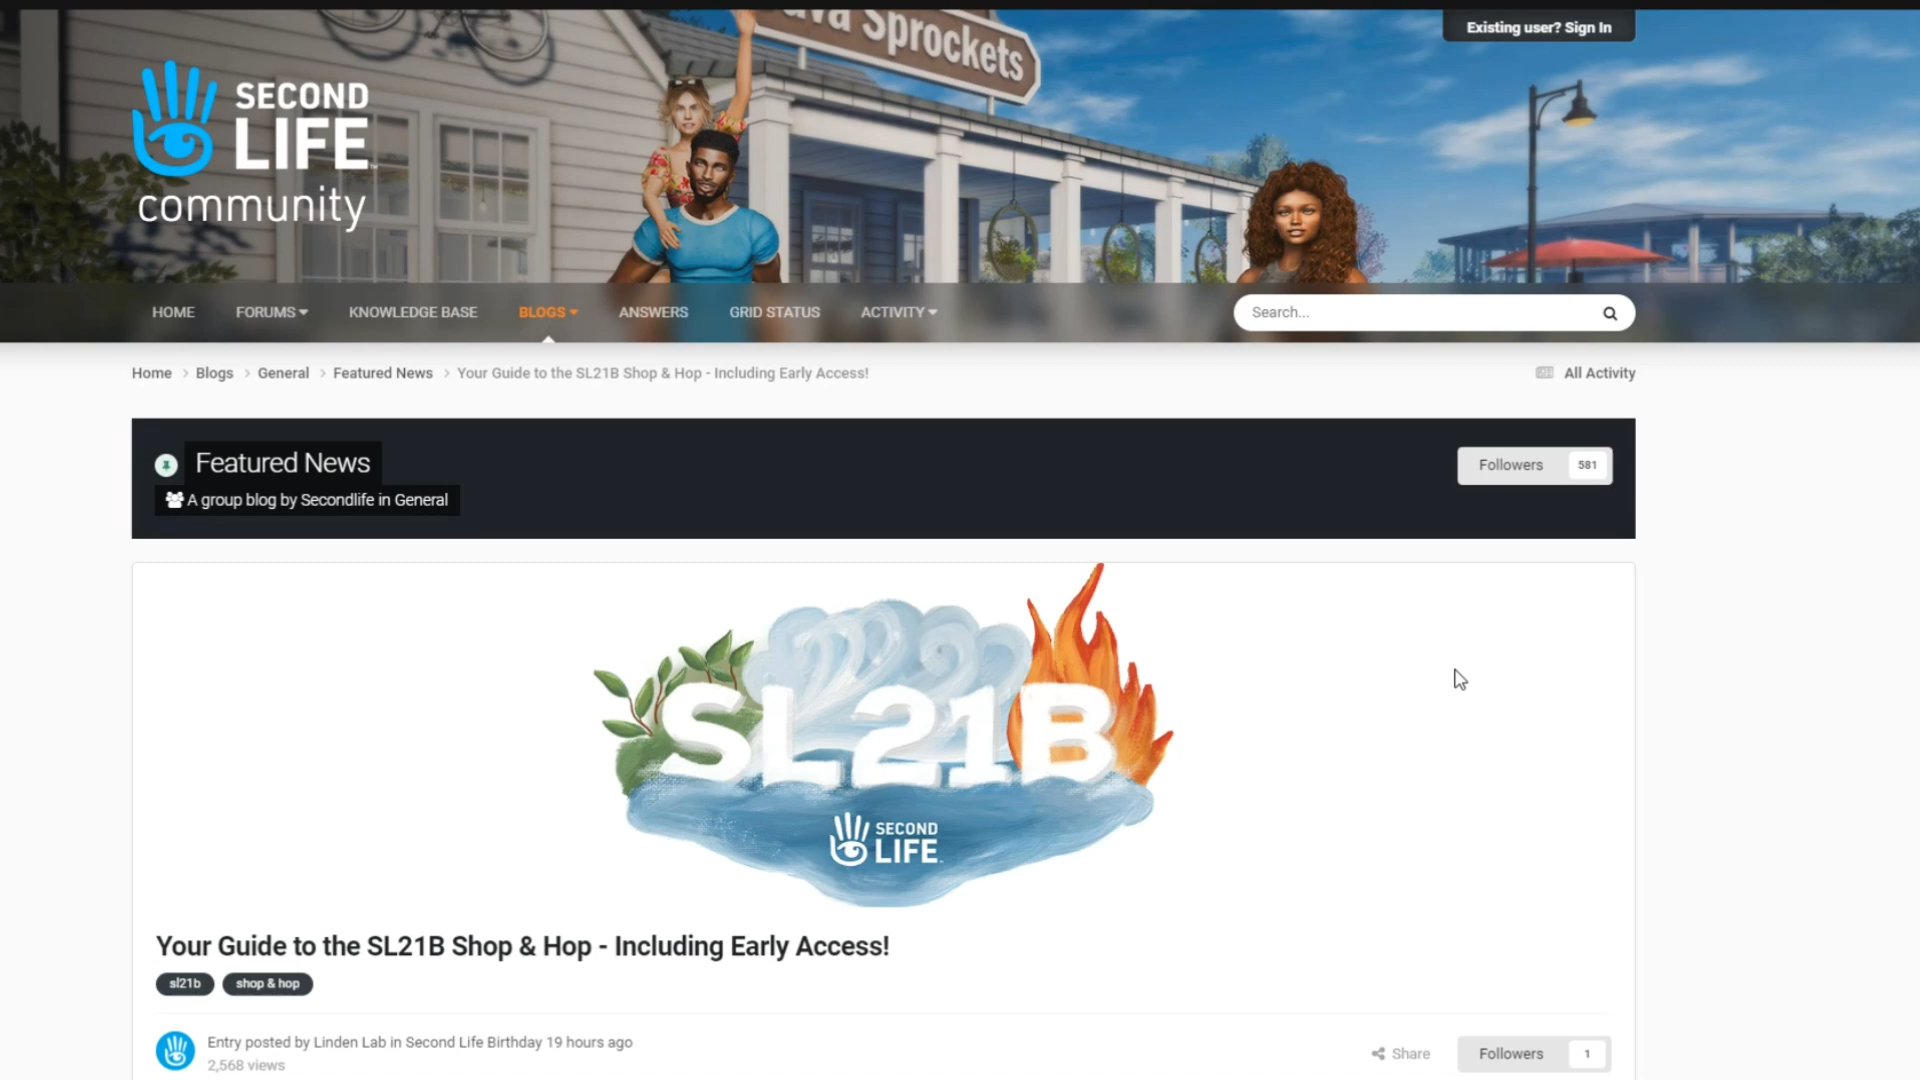 Sprockets
Existing user? Sign In
SECOND
LIFE
community
HOME FORUMS KNOWLEDGE BASE BLOGS ANSWERS GRID STATUS ACTIVITY Search...
Home > Blogs > General > Featured News > Your Guide to the SL21B Shop & Hop - Including Early Access! All Activity
Featured News
Followers 581
A group blog by Secondlife in General
SL21B
SECOND
LIFE
Your Guide to the SL21B Shop & Hop - Including Early Access!
sl21b shop & hop
Entry posted by Linden Lab in Second Life Birthday 19 hours ago
2,568 views
Share Followers 1